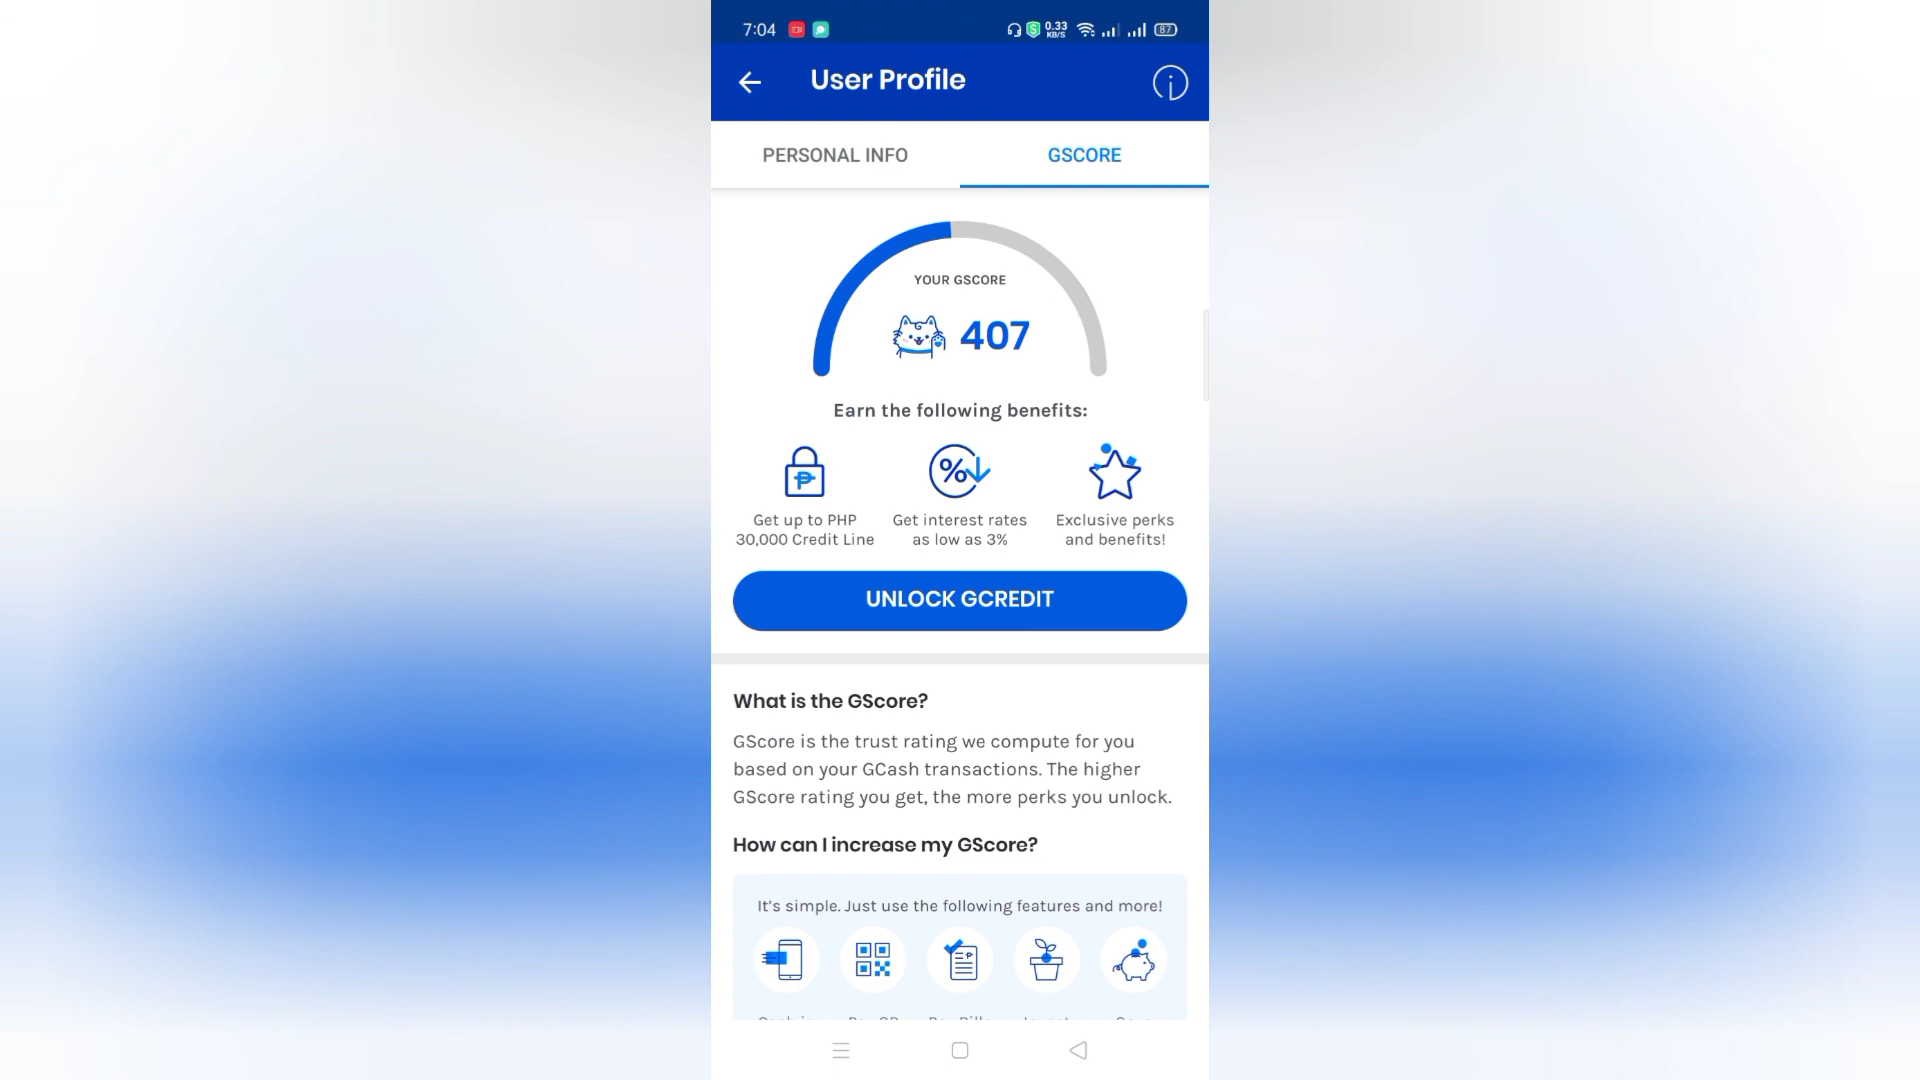 7:04
0.33
KB/S
87
User Profile
PERSONAL INFO
GSCORE
YOUR GSCORE
407
Earn the following benefits:
Get up to PHP
30,000 Credit Line
Get interest rates
as low as 3%
Exclusive perks
and benefits!
UNLOCK GCREDIT
What is the GScore?
GScore is the trust rating we compute for you
based on your GCash transactions. The higher
GScore rating you get, the more perks you unlock.
How can I increase my GScore?
It's simple. Just use the following features and more!